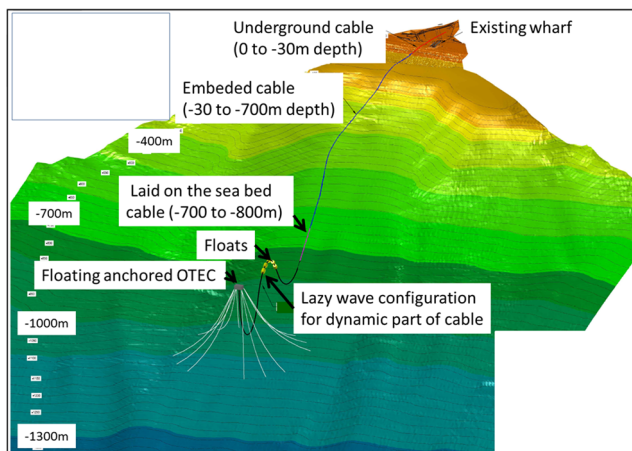 Underground cable
(0 to -30m depth)
Existing wharf
Embeded cable
(-30 to -700m depth)
-400m
Laid on the sea bed
cable (-700 to -800m)
-700m
Floats
Floating anchored OTEC
Lazy wave configuration
for dynamic part of cable
-1000m
-1300m